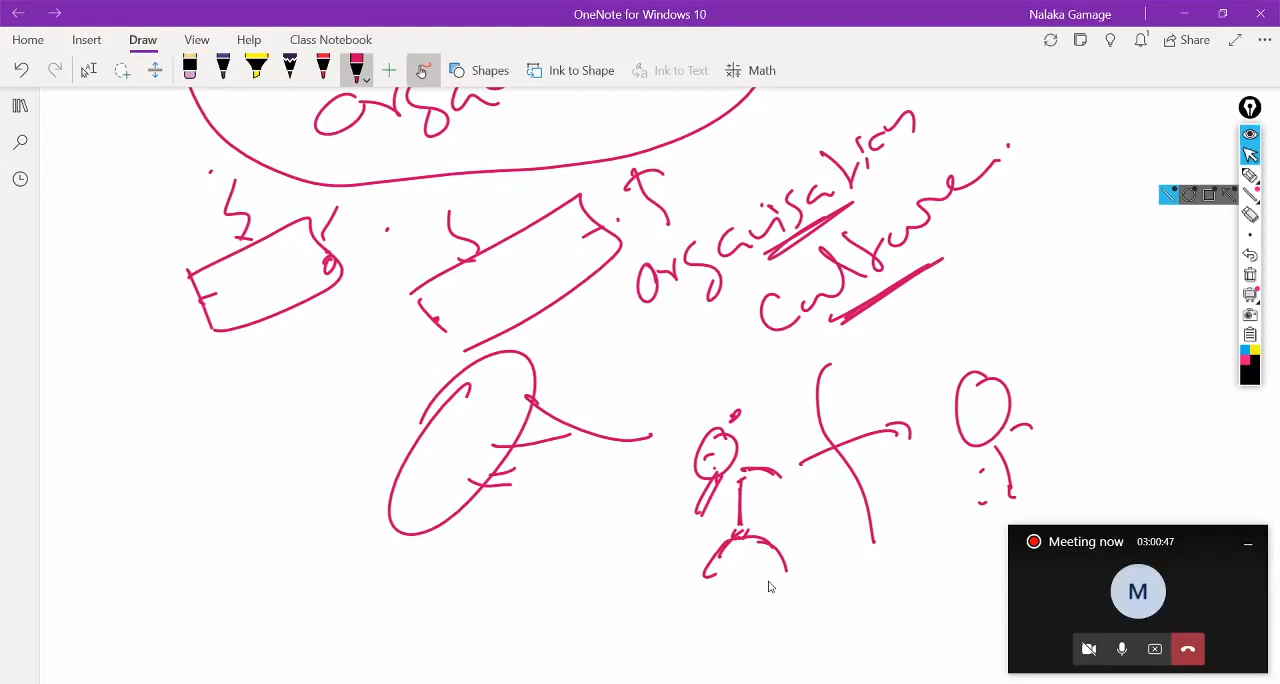 OneNote for Windows 10
Nalaka Gamage
Home Insert Draw View Help Class Notebook
Share
Shapes Ink to Shape Ink to Text Math
organisation
culture
Meeting now 03:00:47
M